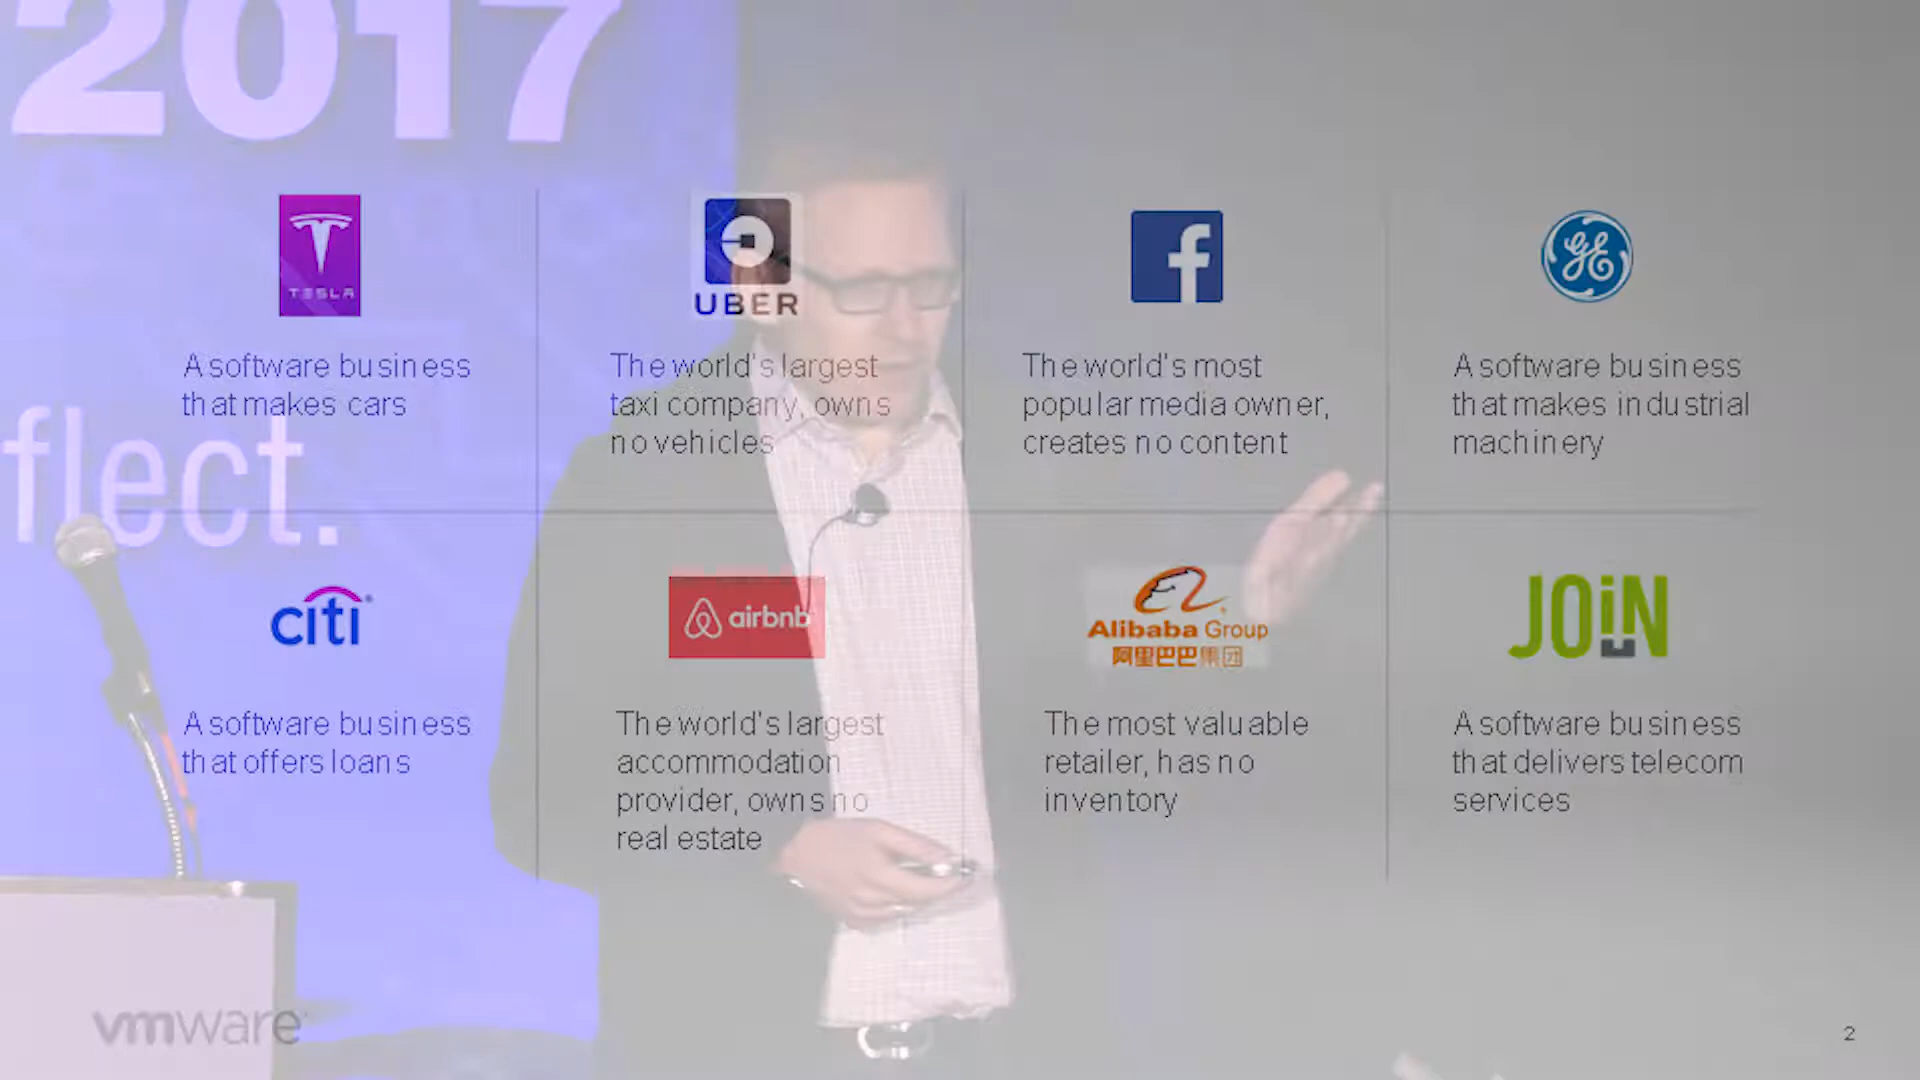 2017
flect.
TESLA
A software business
that makes cars
UBER
The world's largest
taxi company, owns
no vehicles
f
The world's most
popular media owner,
creates no content
GE
A software business
that makes industrial
machinery
citi
A software business
that offers loans
airbnb
The world's largest
accommodation
provider, owns no
real estate
Alibaba Group
阿里巴巴集团
The most valuable
retailer, has no
inventory
JOiN
A software business
that delivers telecom
services
vmware
2